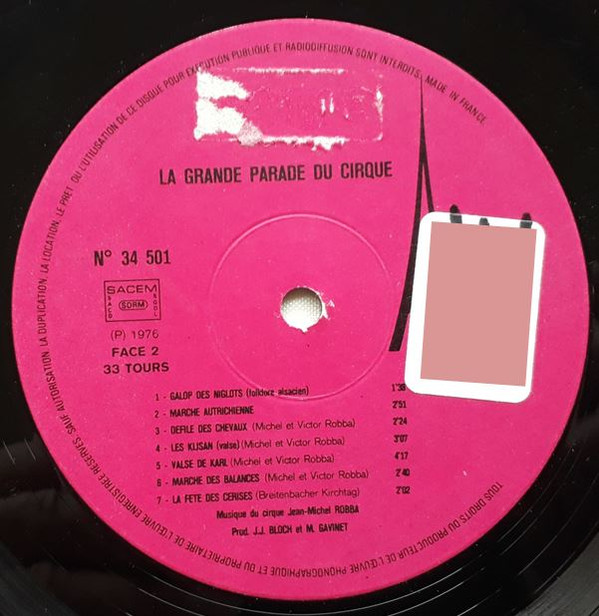 TOUS DROITS DU PRODUCTEUR DE L'ŒUVRE PHONOGRAPHIQUE ET DU PROPRIETAIRE DE L'ŒUVRE ENREGISTREE RESERVES. SAUF AUTORISATION. LA DUPLICATION. LA LOCATION. LE PRET OU L'UTILISATION DE CE DISQUE POUR EXECUTION PUBLIQUE ET RADIODIFFUSION SONT INTERDITS. MADE IN FRANCE.
LA GRANDE PARADE DU CIRQUE
N° 34 501
SACEM
SACD SDRM SGDL
(P) 1976
FACE 2
33 TOURS
1 - GALOP DES NIGLOTS (folklore alsacien) 1'38
2 - MARCHE AUTRICHIENNE 2'51
3 - DEFILE DES CHEVAUX (Michel et Victor Robba) 2'24
4 - LES KLISAN (valse) (Michel et Victor Robba) 3'07
5 - VALSE DE KARL (Michel et Victor Robba) 4'17
6 - MARCHE DES BALANCES (Michel et Victor Robba) 2'40
7 - LA FETE DES CERISES (Breitenbacher Kirchtag) 2'02
Musique du cirque Jean-Michel ROBBA
Prod. J.J. BLOCH et M. GAVINET